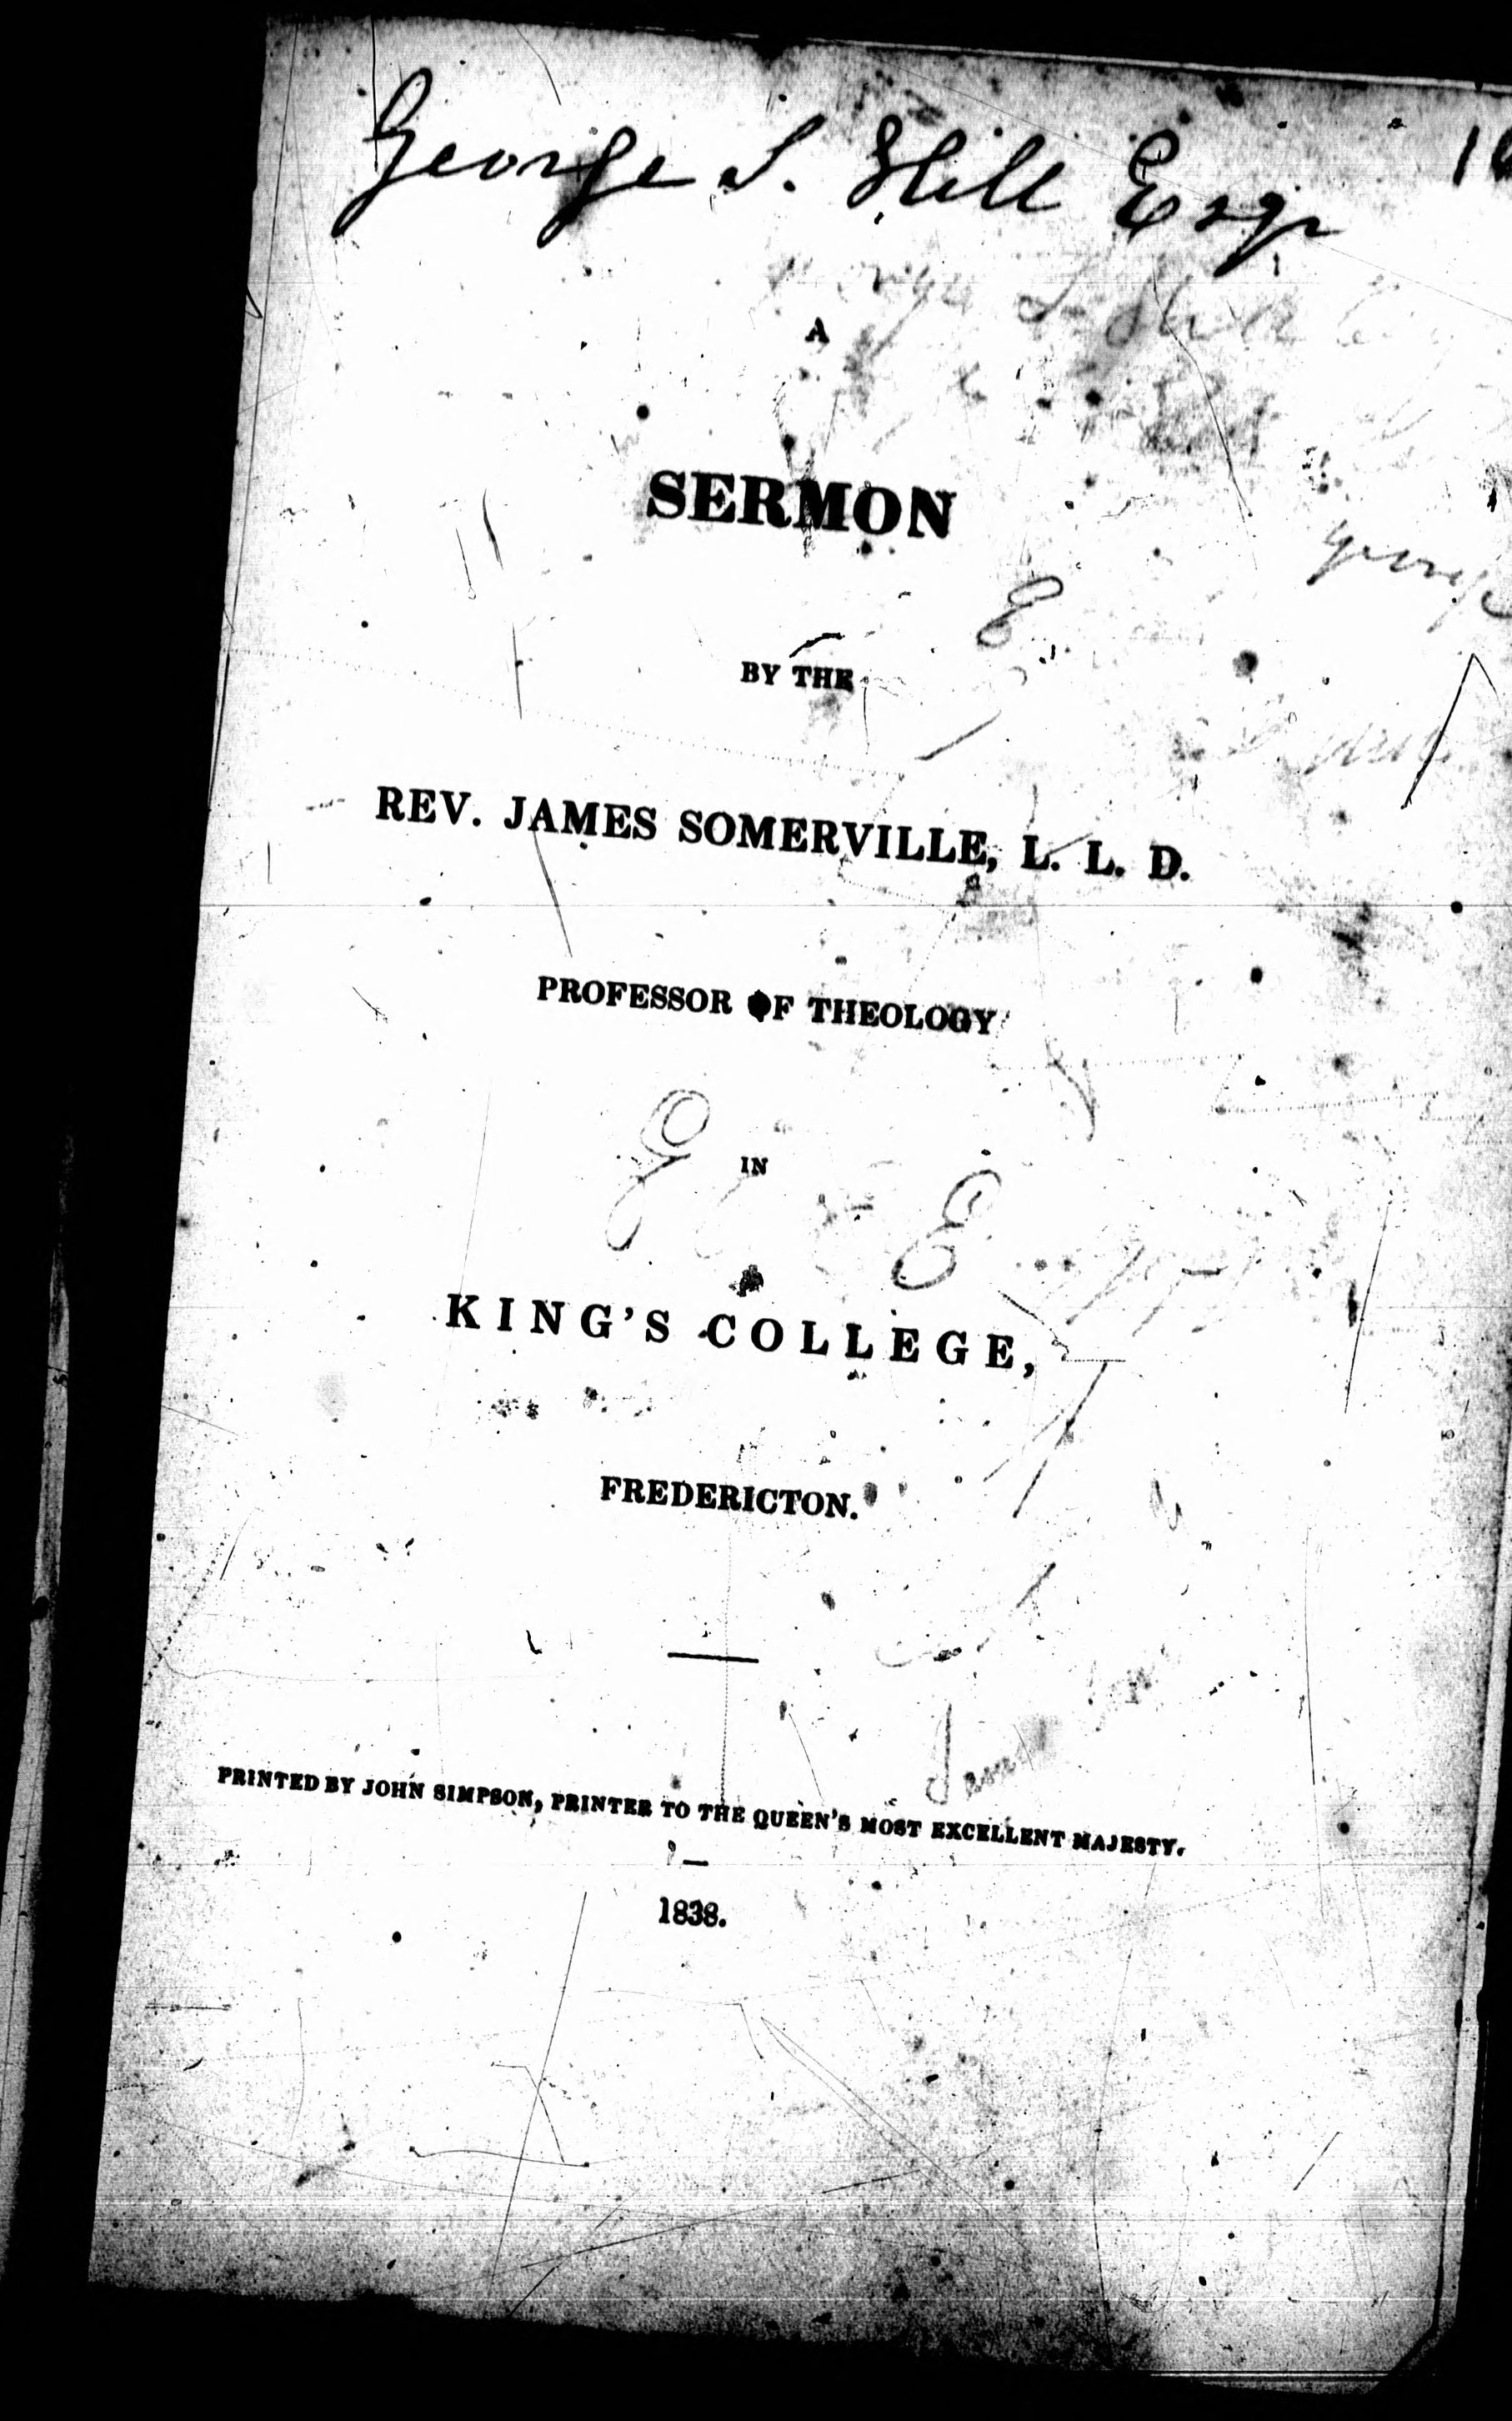 George S. Hill Esqr
A
SERMON
BY THE
REV. JAMES SOMERVILLE, L. L. D.
PROFESSOR OF THEOLOGY
IN
KING'S COLLEGE,
FREDERICTON.
PRINTED BY JOHN SIMPSON, PRINTER TO THE QUEEN'S MOST EXCELLENT MAJESTY.
1838.